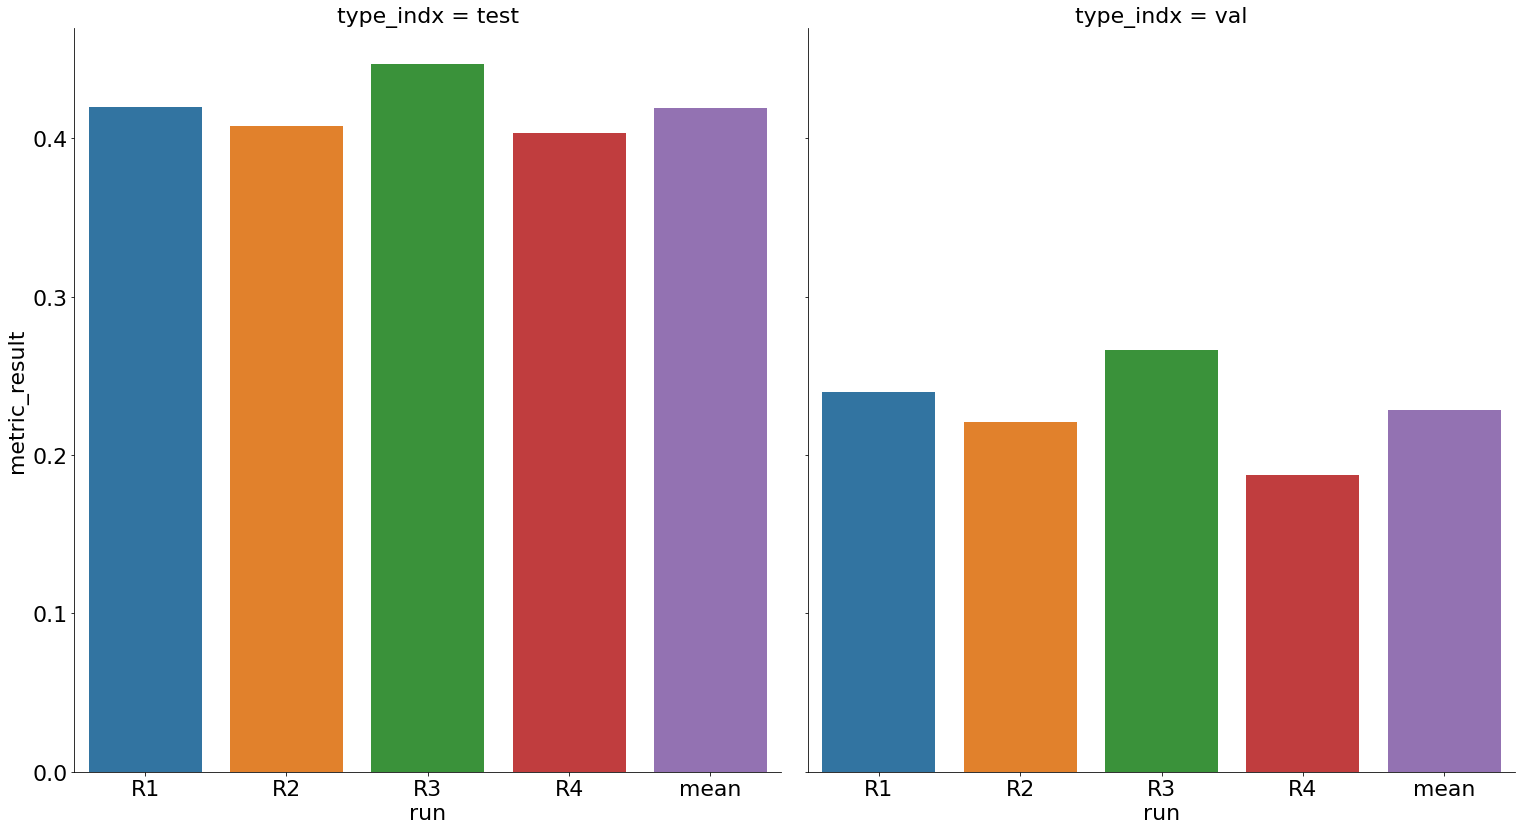 type_indx = test
type_indx = val
metric_result
0.4
0.3
0.2
0.1
0.0
R1 R2 R3 R4 mean
run
R1 R2 R3 R4 mean
run